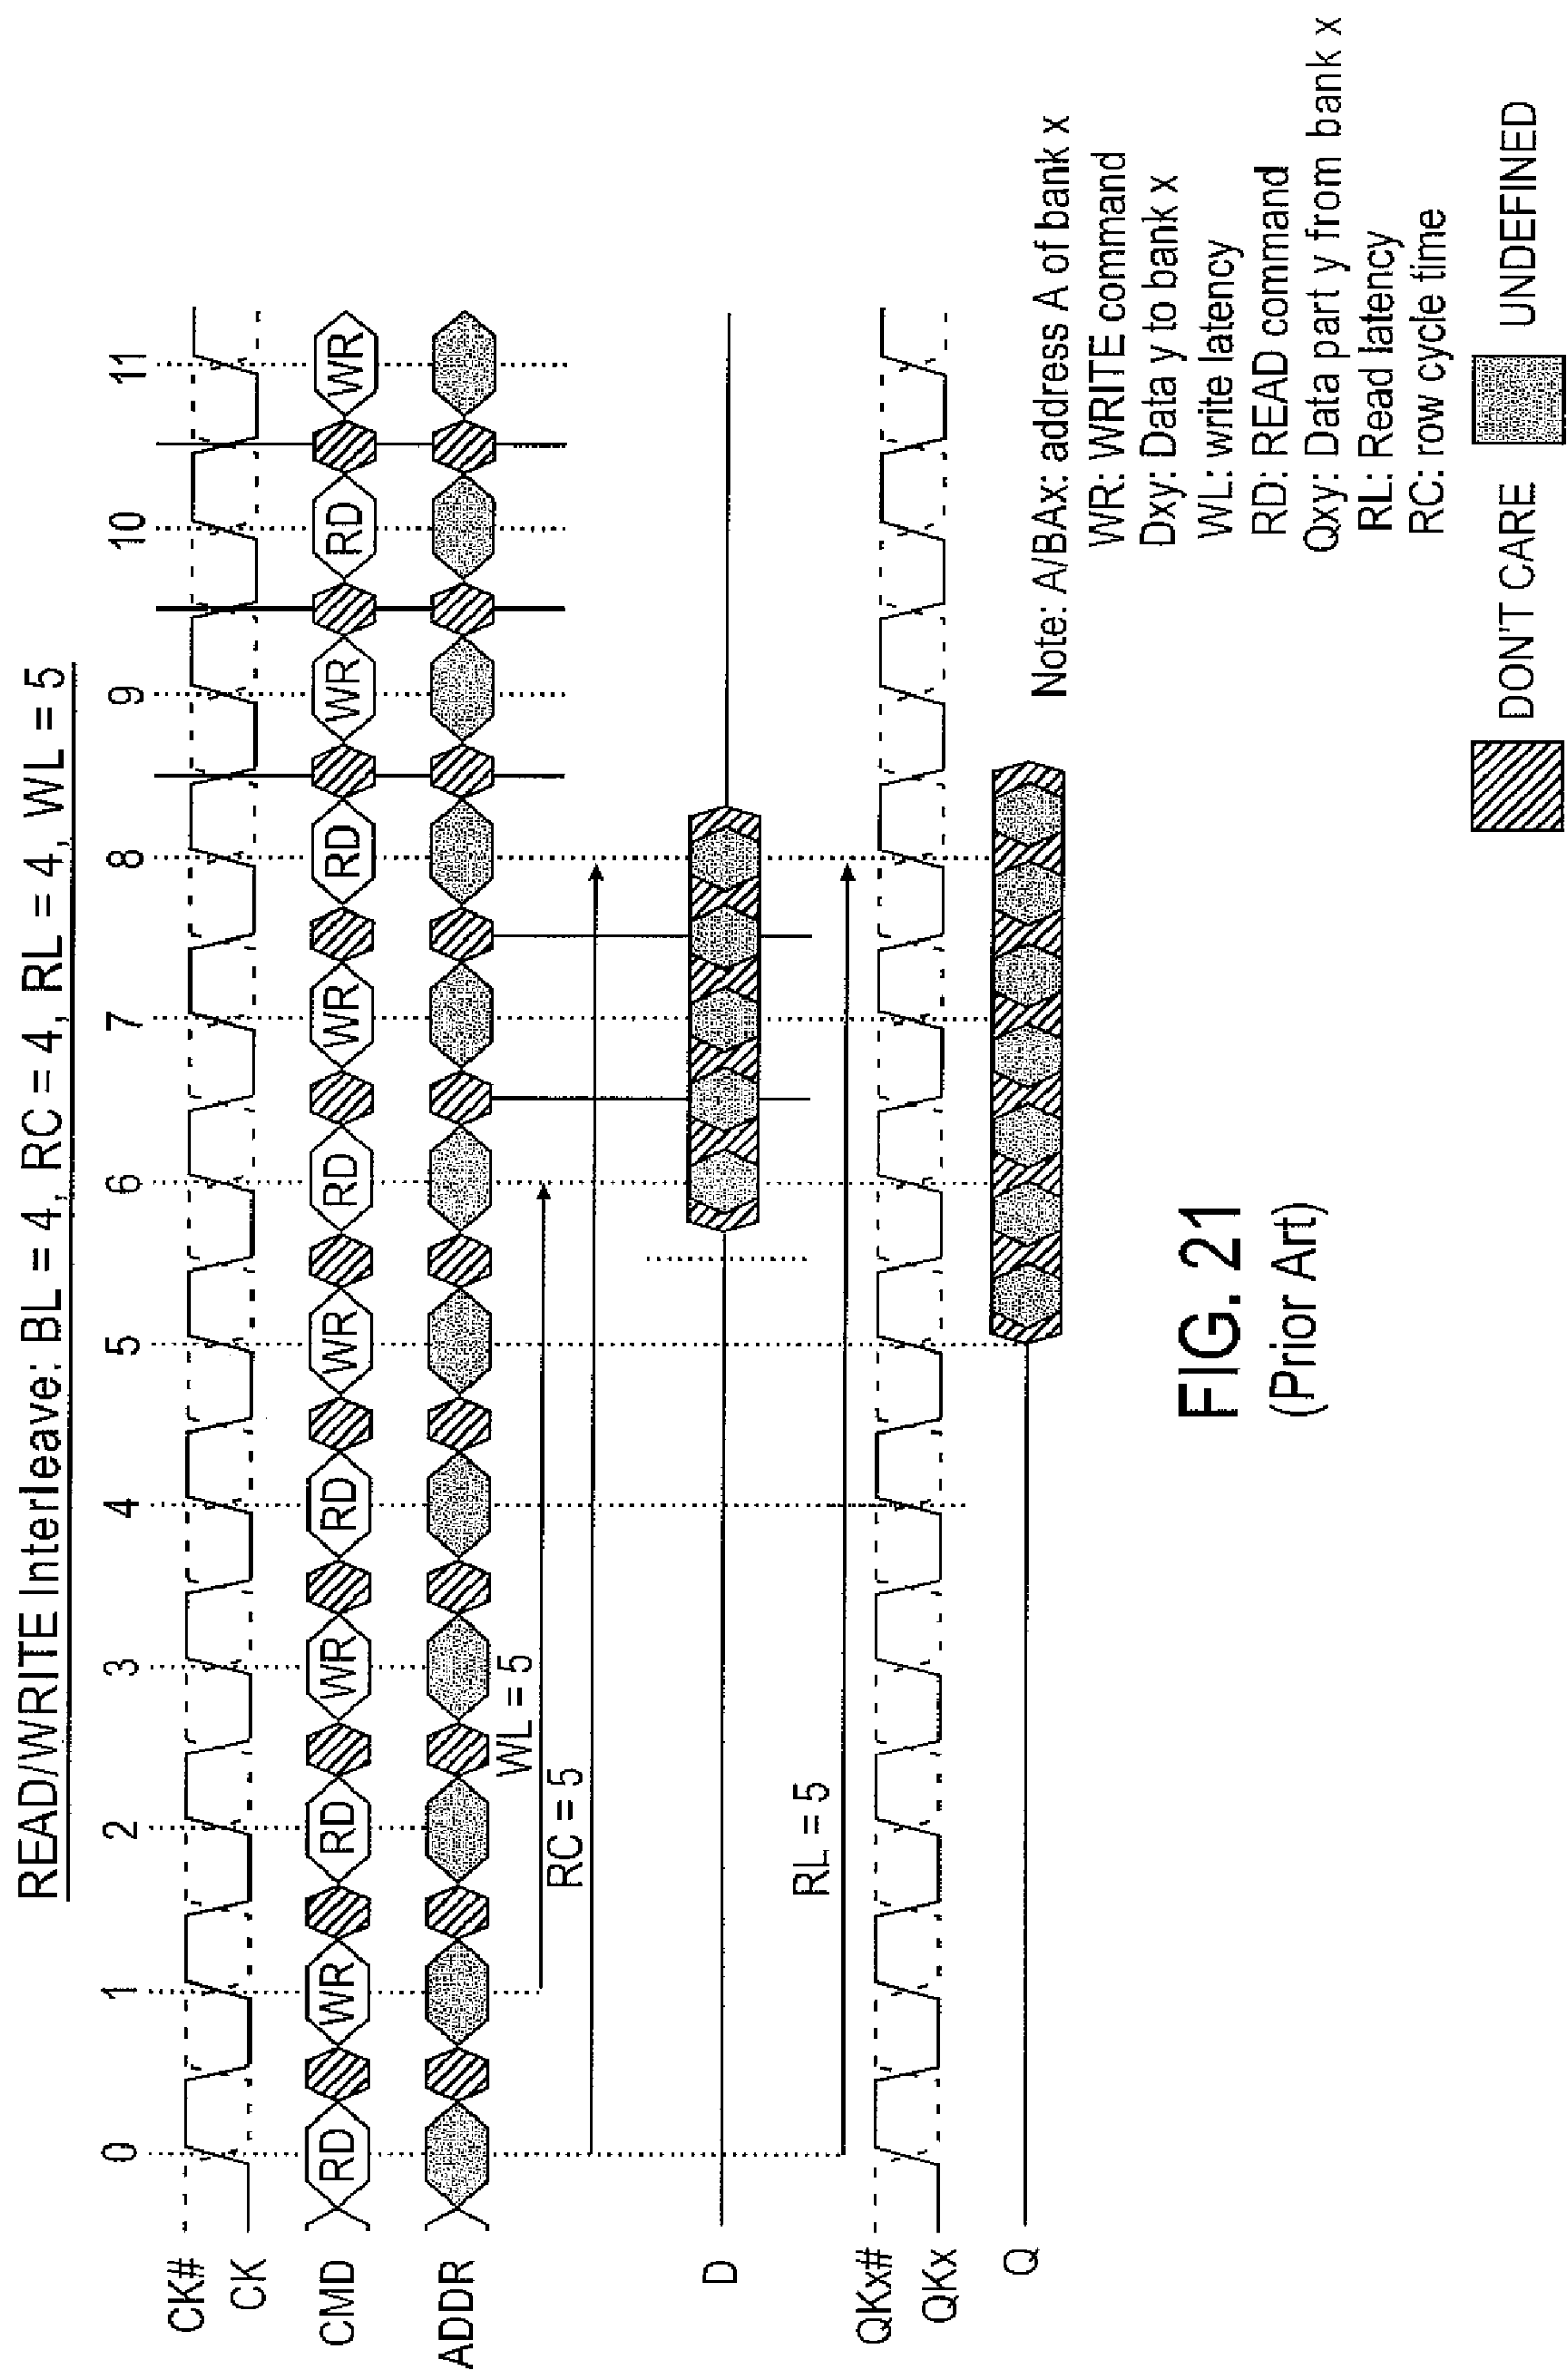 READ/WRITE Interleave: BL = 4, RC = 4, RL = 4, WL = 5
0 1 2 3 4 5 6 7 8 9 10 11
CK#
CK
CMD RD WR RD WR RD WR RD WR RD WR RD WR
ADDR
WL = 5
RC = 5
D
RL = 5
QKx#
QKx
Q
Note: A/BAx: address A of bank x
WR: WRITE command
Dxy: Data y to bank x
WL: write latency
RD: READ command
Qxy: Data part y from bank x
RL: Read latency
RC: row cycle time
DON'T CARE UNDEFINED
FIG. 21
(Prior Art)